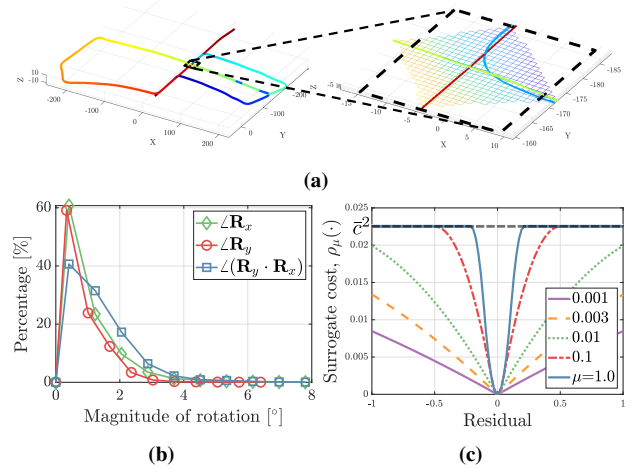 Z
10
-10
-200
-100
0
100
200
X
-200
0
Y
Z
-5
-15
-10
-5
0
5
10
X
-185
-180
-175
-170
-165
-160
Y
(a)
60
40
20
0
Percentage [%]
∠R_x
∠R_y
∠(R_y · R_x)
0 2 4 6 8
Magnitude of rotation [°]
(b)
0.025
c̄²
0.02
0.015
0.01
0.005
0
Surrogate cost, ρ_μ(·)
0.001
0.003
0.01
0.1
μ=1.0
-1 -0.5 0 0.5 1
Residual
(c)